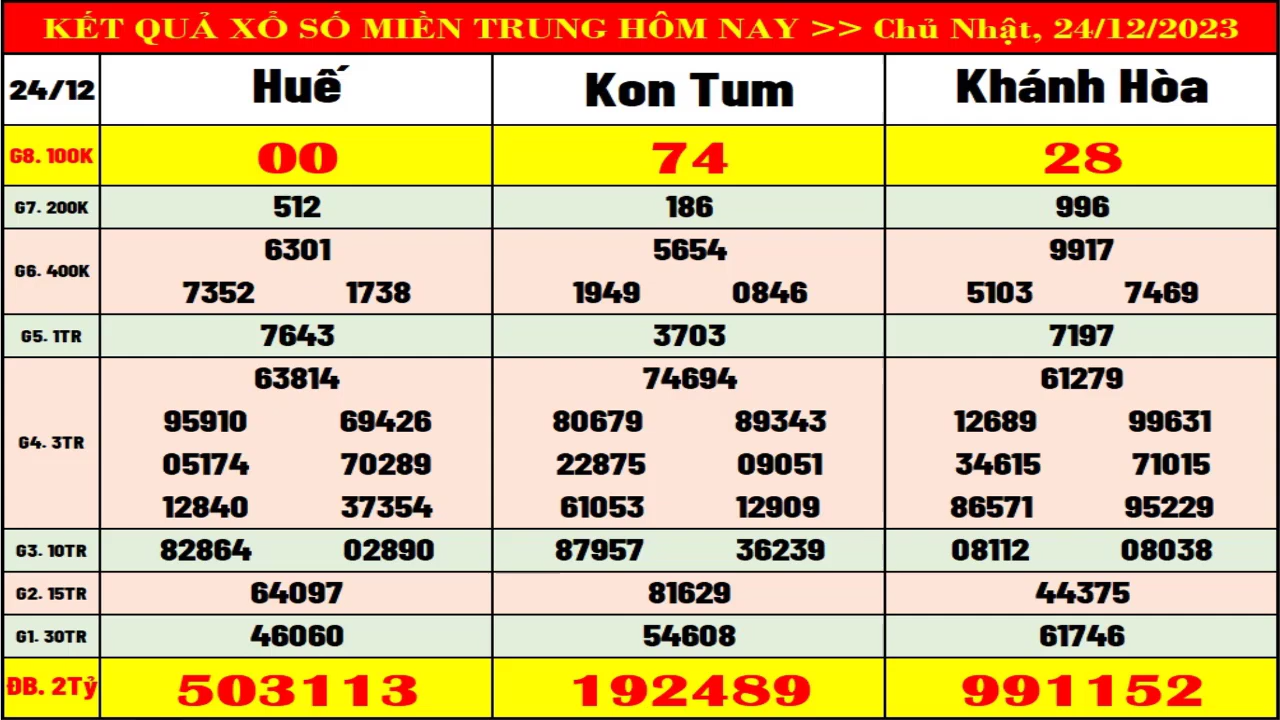 KẾT QUẢ XỔ SỐ MIỀN TRUNG HÔM NAY >> Chủ Nhật, 24/12/2023
24/12 Huế Kon Tum Khánh Hòa
G8. 100K 00 74 28
G7. 200K 512 186 996
G6. 400K
6301 5654 9917
7352 1738 1949 0846 5103 7469
G5. 1TR 7643 3703 7197
G4. 3TR
63814 74694 61279
95910 69426 80679 89343 12689 99631
05174 70289 22875 09051 34615 71015
12840 37354 61053 12909 86571 95229
G3. 10TR 82864 02890 87957 36239 08112 08038
G2. 15TR 64097 81629 44375
G1. 30TR 46060 54608 61746
ĐB. 2Tỷ 503113 192489 991152